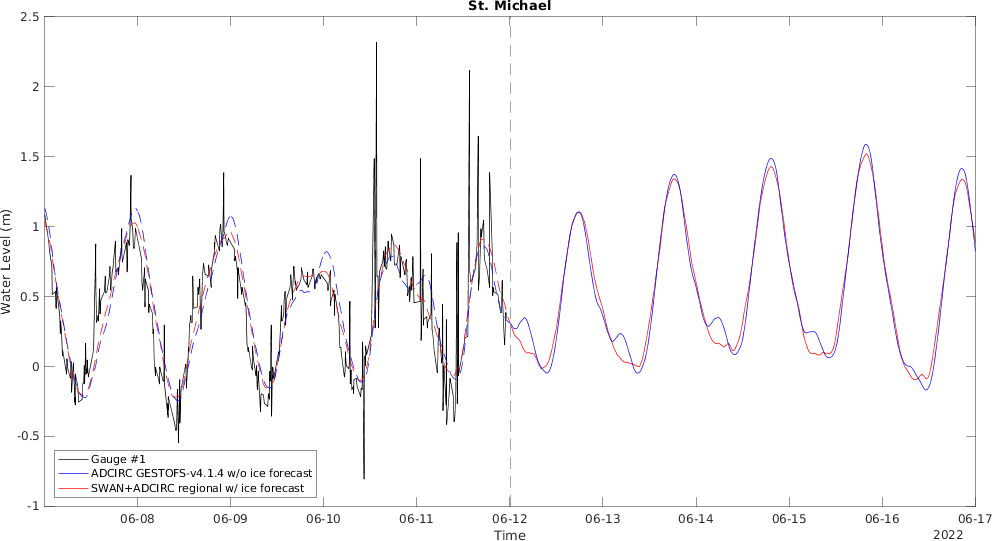 St. Michael
2.5
2
1.5
1
0.5
0
-0.5
-1
Water Level (m)
Gauge #1
ADCIRC GESTOFS-v4.1.4 w/o ice forecast
SWAN+ADCIRC regional w/ ice forecast
06-08 06-09 06-10 06-11 06-12 06-13 06-14 06-15 06-16 06-17
Time
2022